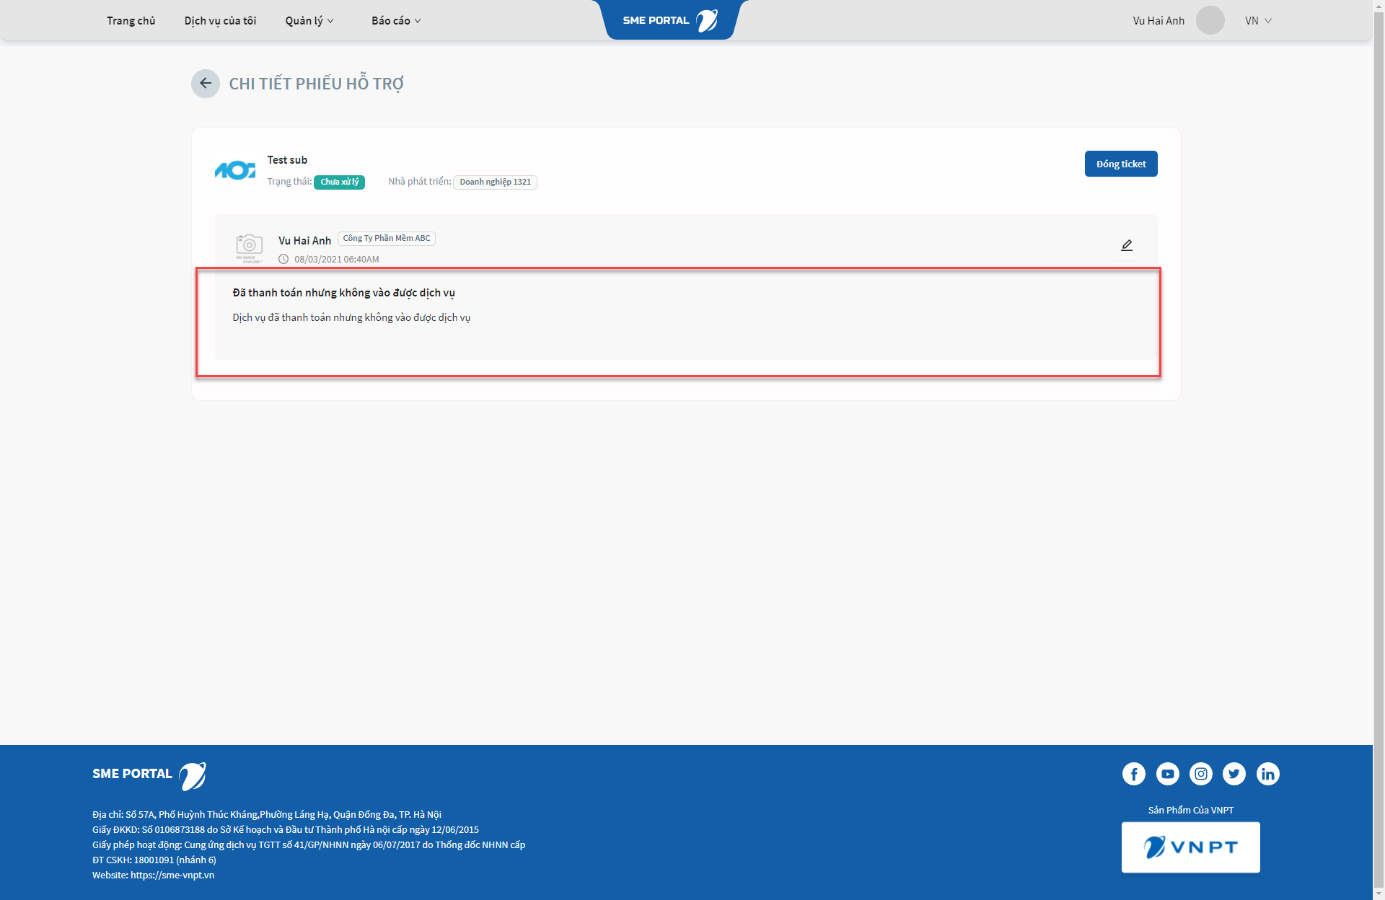 Trang chủ Dịch vụ của tôi Quản lý Báo cáo SME PORTAL Vu Hai Anh VN
CHI TIẾT PHIẾU HỖ TRỢ
Test sub
Đóng ticket
Trạng thái: Chưa xử lý Nhà phát triển: Doanh nghiệp 1321
Vu Hai Anh Công Ty Phần Mềm ABC
08/03/2021 06:40AM
Đã thanh toán nhưng không vào được dịch vụ
Dịch vụ đã thanh toán nhưng không vào được dịch vụ
SME PORTAL
Địa chỉ: Số 57A, Phố Huỳnh Thúc Kháng,Phường Láng Hạ, Quận Đống Đa, TP. Hà Nội
Giấy ĐKKD: Số 0106873188 do Sở Kế hoạch và Đầu tư Thành phố Hà nội cấp ngày 12/06/2015
Giấy phép hoạt động: Cung ứng dịch vụ TGTT số 41/GP/NHNN ngày 06/07/2017 do Thống đốc NHNN cấp
ĐT CSKH: 18001091 (nhánh 6)
Website: https://sme-vnpt.vn
Sản Phẩm Của VNPT
VNPT